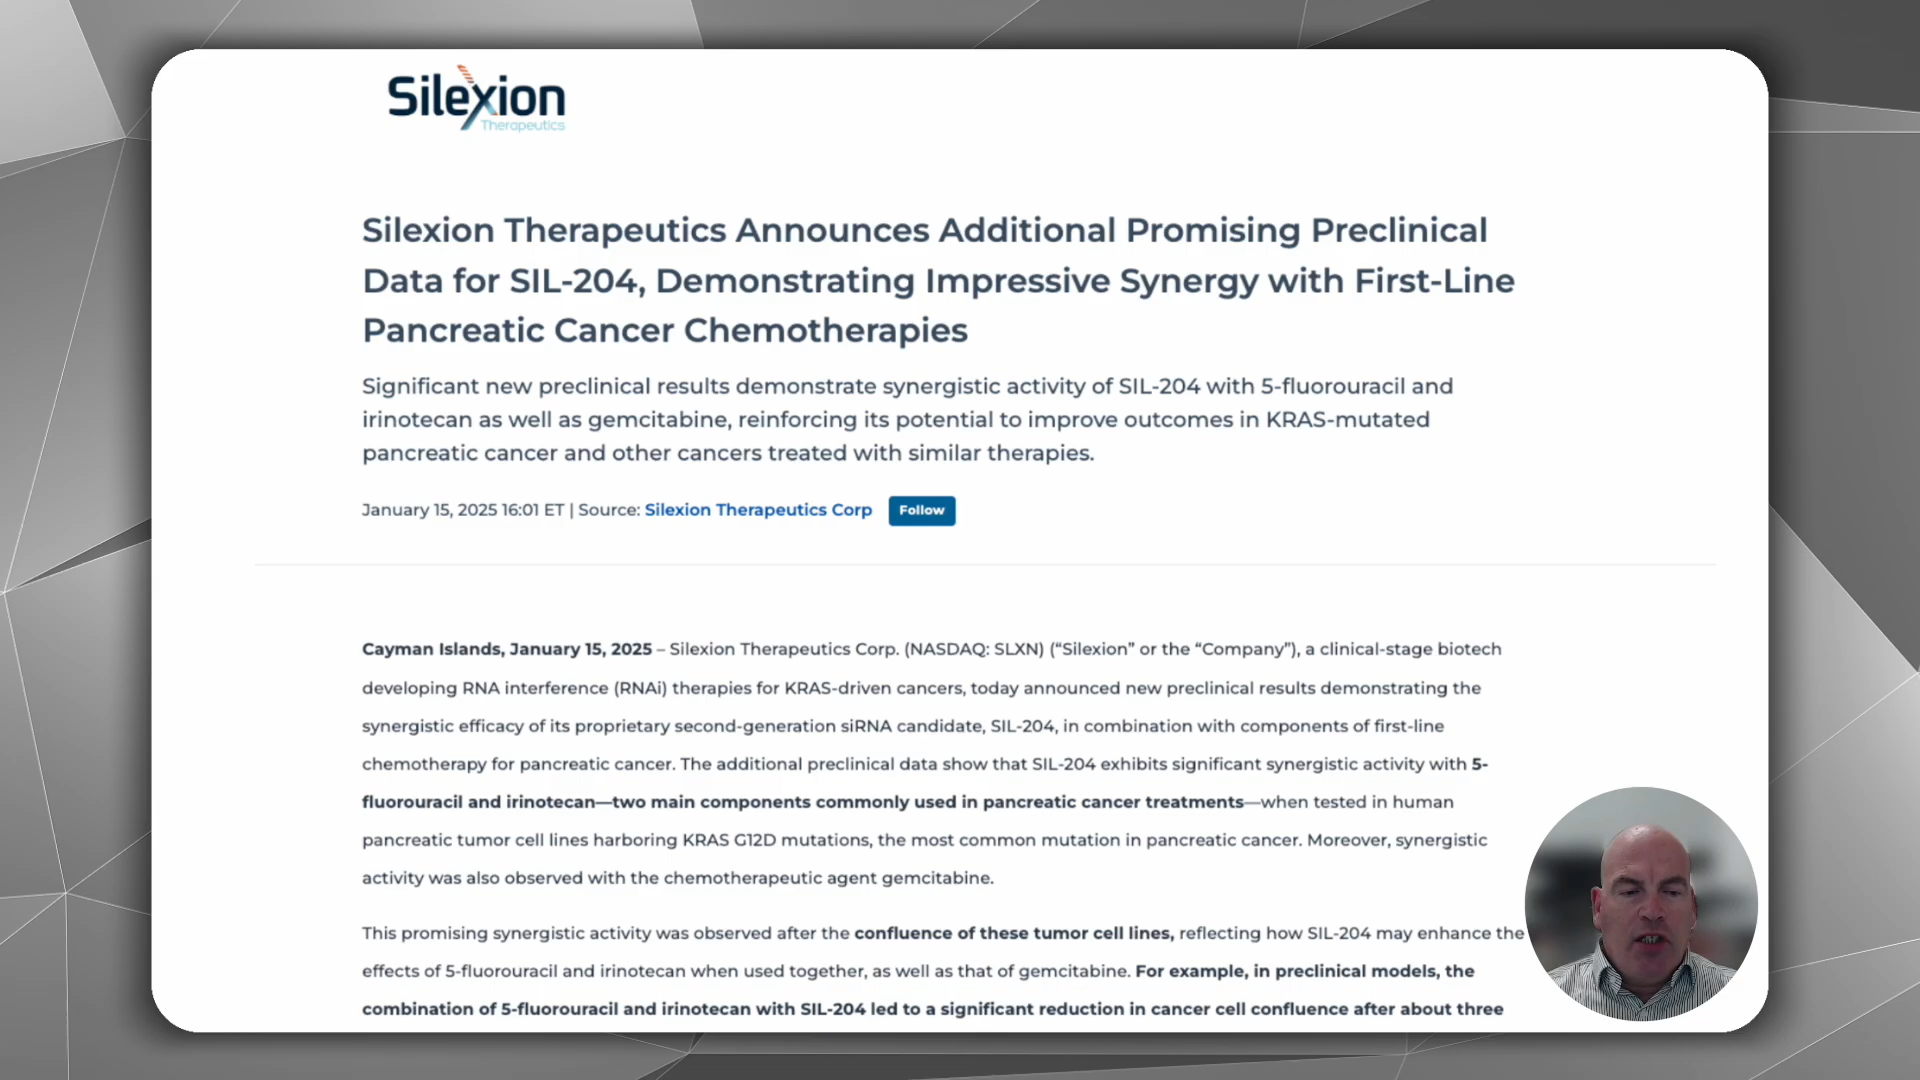 Silexion
Therapeutics
Silexion Therapeutics Announces Additional Promising Preclinical
Data for SIL-204, Demonstrating Impressive Synergy with First-Line
Pancreatic Cancer Chemotherapies
Significant new preclinical results demonstrate synergistic activity of SIL-204 with 5-fluorouracil and
irinotecan as well as gemcitabine, reinforcing its potential to improve outcomes in KRAS-mutated
pancreatic cancer and other cancers treated with similar therapies.
January 15, 2025 16:01 ET | Source: Silexion Therapeutics Corp Follow
Cayman Islands, January 15, 2025 – Silexion Therapeutics Corp. (NASDAQ: SLXN) (“Silexion” or the “Company”), a clinical-stage biotech
developing RNA interference (RNAi) therapies for KRAS-driven cancers, today announced new preclinical results demonstrating the
synergistic efficacy of its proprietary second-generation siRNA candidate, SIL-204, in combination with components of first-line
chemotherapy for pancreatic cancer. The additional preclinical data show that SIL-204 exhibits significant synergistic activity with 5-
fluorouracil and irinotecan—two main components commonly used in pancreatic cancer treatments—when tested in human
pancreatic tumor cell lines harboring KRAS G12D mutations, the most common mutation in pancreatic cancer. Moreover, synergistic
activity was also observed with the chemotherapeutic agent gemcitabine.
This promising synergistic activity was observed after the confluence of these tumor cell lines, reflecting how SIL-204 may enhance the
effects of 5-fluorouracil and irinotecan when used together, as well as that of gemcitabine. For example, in preclinical models, the
combination of 5-fluorouracil and irinotecan with SIL-204 led to a significant reduction in cancer cell confluence after about three